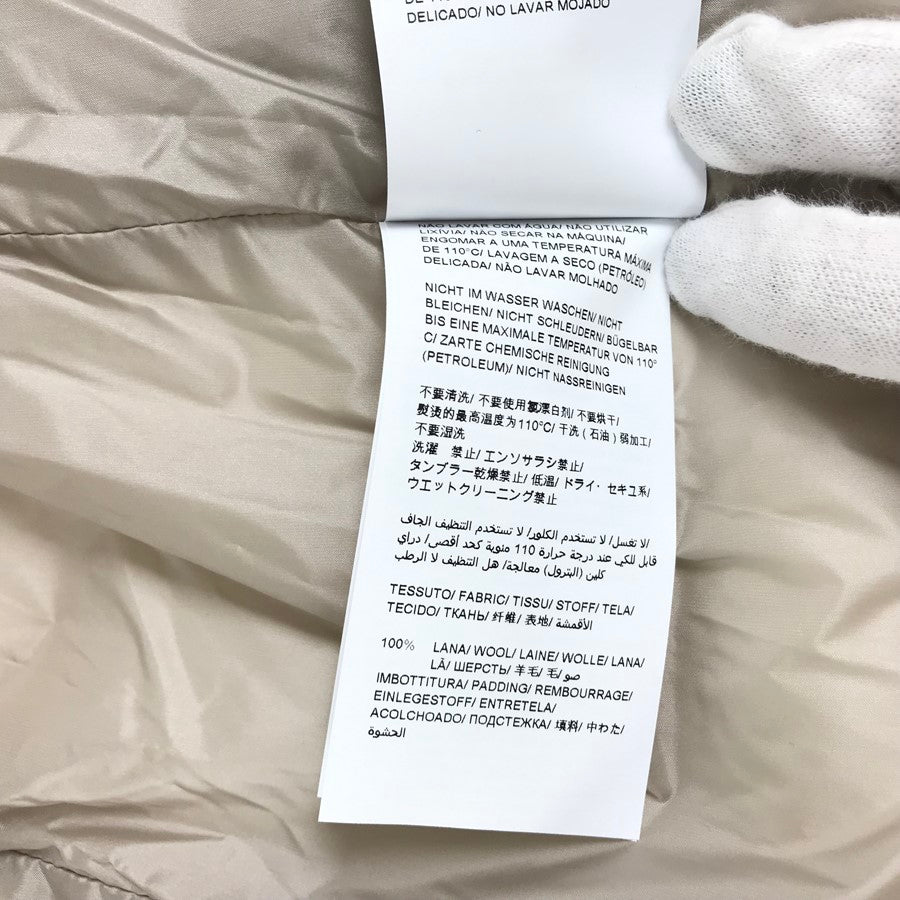 DELICADO/ NO LAVAR MOJADO
NÃO LAVAR COM ÁGUA/ NÃO UTILIZAR
LIXÍVIA/ NÃO SECAR NA MÁQUINA/
ENGOMAR A UMA TEMPERATURA MÁXIMA
DE 110°C/ LAVAGEM A SECO (PETRÓLEO)
DELICADA/ NÃO LAVAR MOLHADO
NICHT IM WASSER WASCHEN/ NICHT
BLEICHEN/ NICHT SCHLEUDERN/ BÜGELBAR
BIS EINE MAXIMALE TEMPERATUR VON 110°
C/ ZARTE CHEMISCHE REINIGUNG
(PETROLEUM)/ NICHT NASSREINIGEN
不要清洗/ 不要使用氯漂白剂/ 不要烘干/
熨烫的最高温度为110°C/ 干洗 ( 石油 ) 弱加工/
不要湿洗
洗濯 禁止/ エンソサラシ禁止/
タンブラー乾燥禁止/ 低温/ ドライ・セキユ系/
ウエットクリーニング禁止
لا تغسل/ لا تستخدم الكلور/ لا تستخدم التنظيف الجاف/
قابل للكي عند درجة حرارة 110 مئوية كحد أقصى/ دراي
كلين (البترول) معالجة/ هل التنظيف لا الرطب
TESSUTO/ FABRIC/ TISSU/ STOFF/ TELA/
TECIDO/ ТКАНЬ/ 纤维/ 表地/ الأقمشة
100% LANA/ WOOL/ LAINE/ WOLLE/ LANA/
LÃ/ ШЕРСТЬ/ 羊毛/ 毛/ صو
IMBOTTITURA/ PADDING/ REMBOURRAGE/
EINLEGESTOFF/ ENTRETELA/
ACOLCHOADO/ ПОДСТЕЖКА/ 填料/ 中わた/
الحشوة